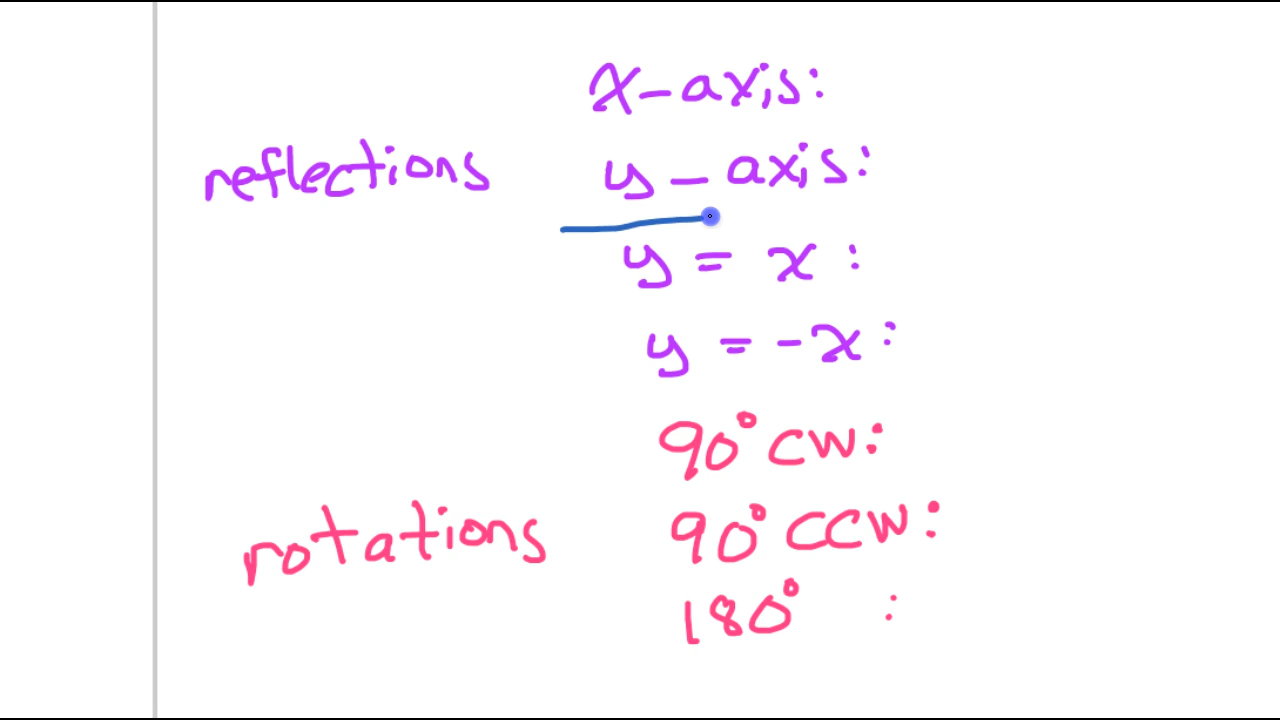 x-axis:
reflections
y-axis:
y = x:
y = -x:
90° CW:
rotations
90° CCW:
180° :